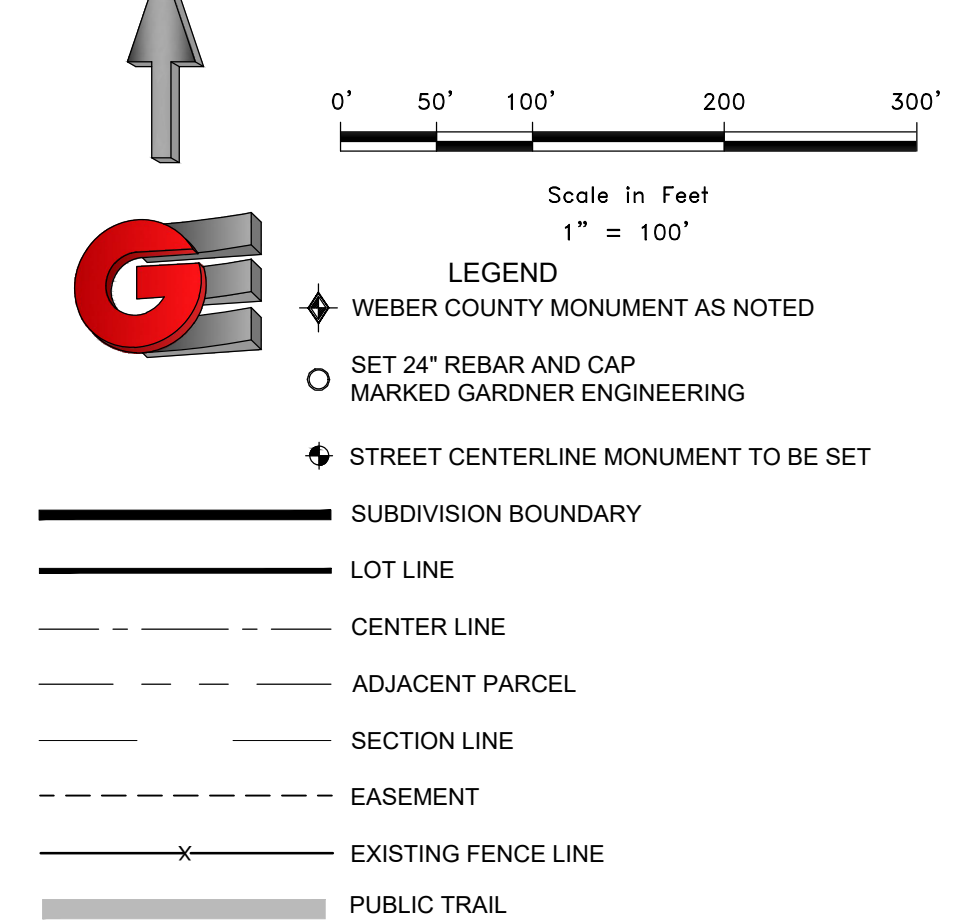 0' 50' 100' 200 300'
Scale in Feet
1" = 100'
LEGEND
WEBER COUNTY MONUMENT AS NOTED
SET 24" REBAR AND CAP
MARKED GARDNER ENGINEERING
STREET CENTERLINE MONUMENT TO BE SET
SUBDIVISION BOUNDARY
LOT LINE
CENTER LINE
ADJACENT PARCEL
SECTION LINE
EASEMENT
X EXISTING FENCE LINE
PUBLIC TRAIL
GE